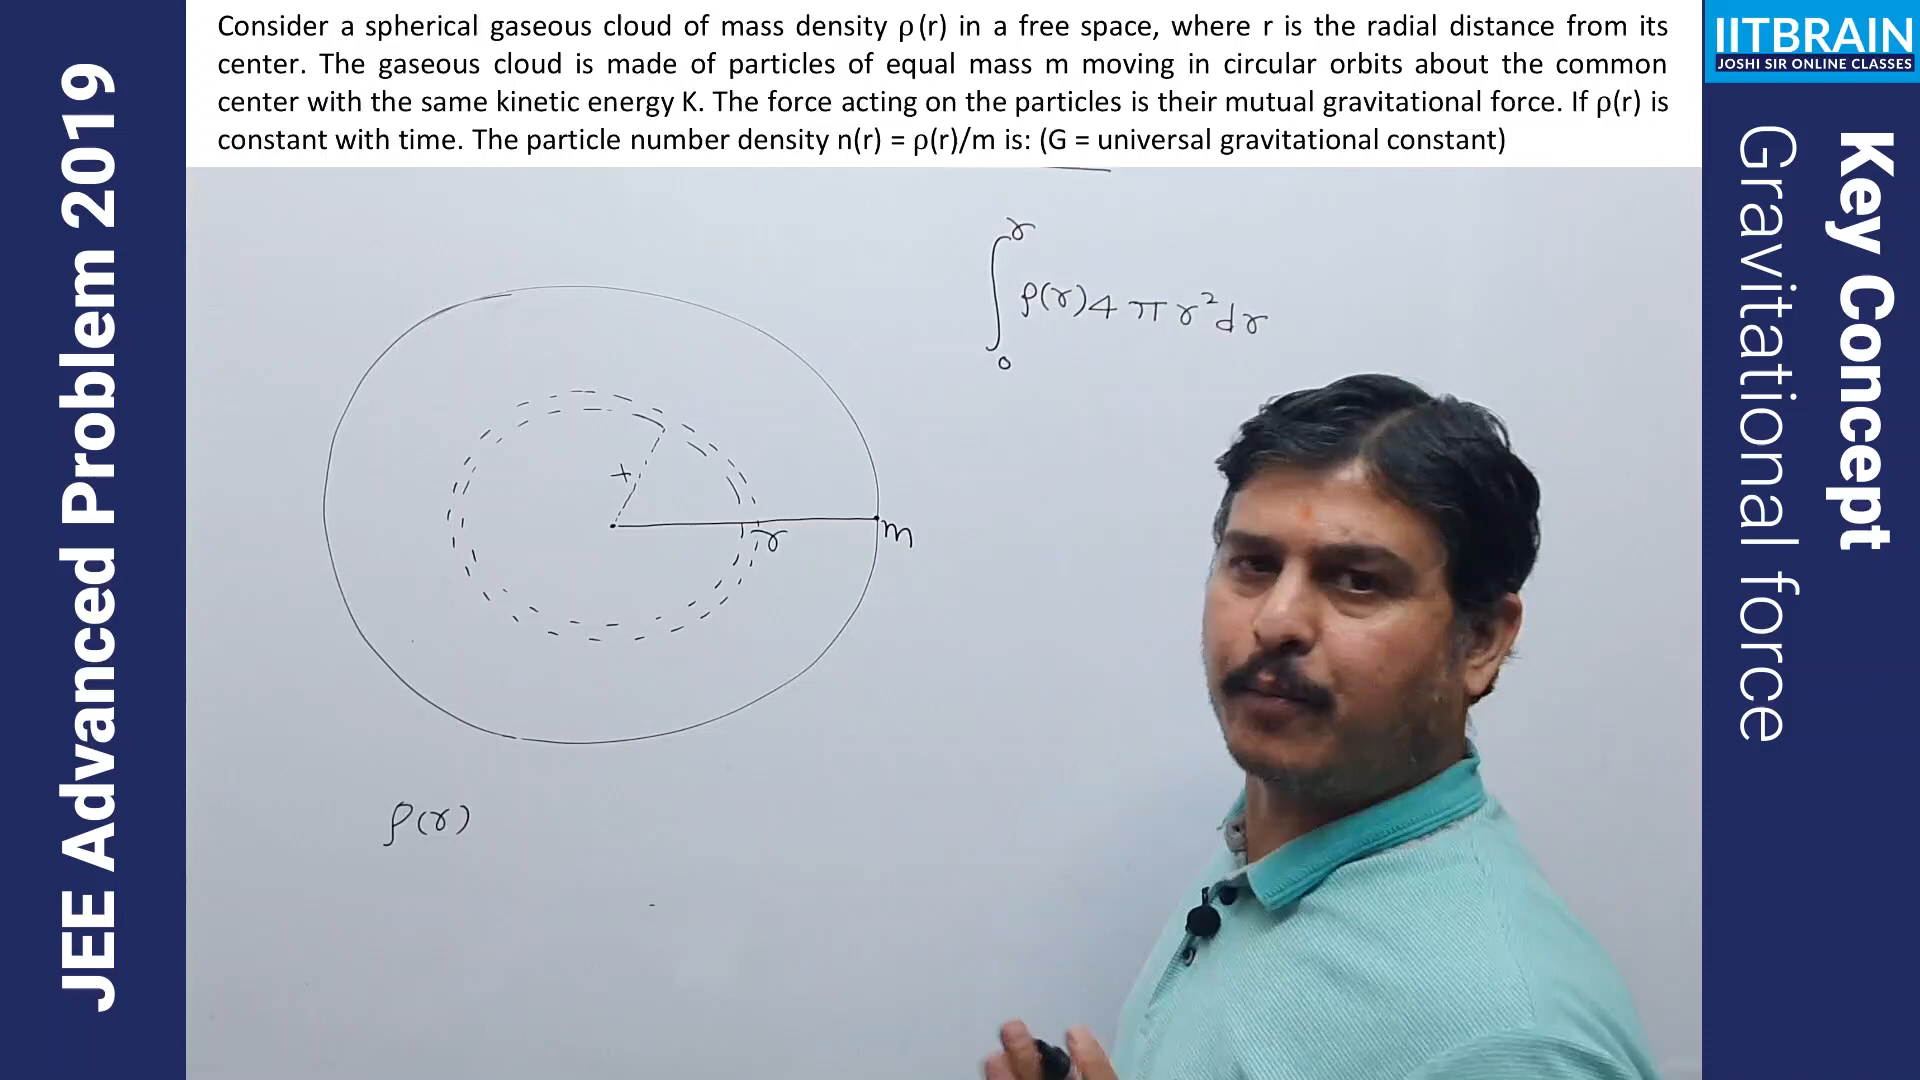 Consider a spherical gaseous cloud of mass density ρ(r) in a free space, where r is the radial distance from its
center. The gaseous cloud is made of particles of equal mass m moving in circular orbits about the common
center with the same kinetic energy K. The force acting on the particles is their mutual gravitational force. If ρ(r) is
constant with time. The particle number density n(r) = ρ(r)/m is: (G = universal gravitational constant)
IITBRAIN
JOSHI SIR ONLINE CLASSES
JEE Advanced Problem 2019
Key Concept
Gravitational force
∫₀ʳ ρ(r) 4 π r² dr
r
m
ρ(r)